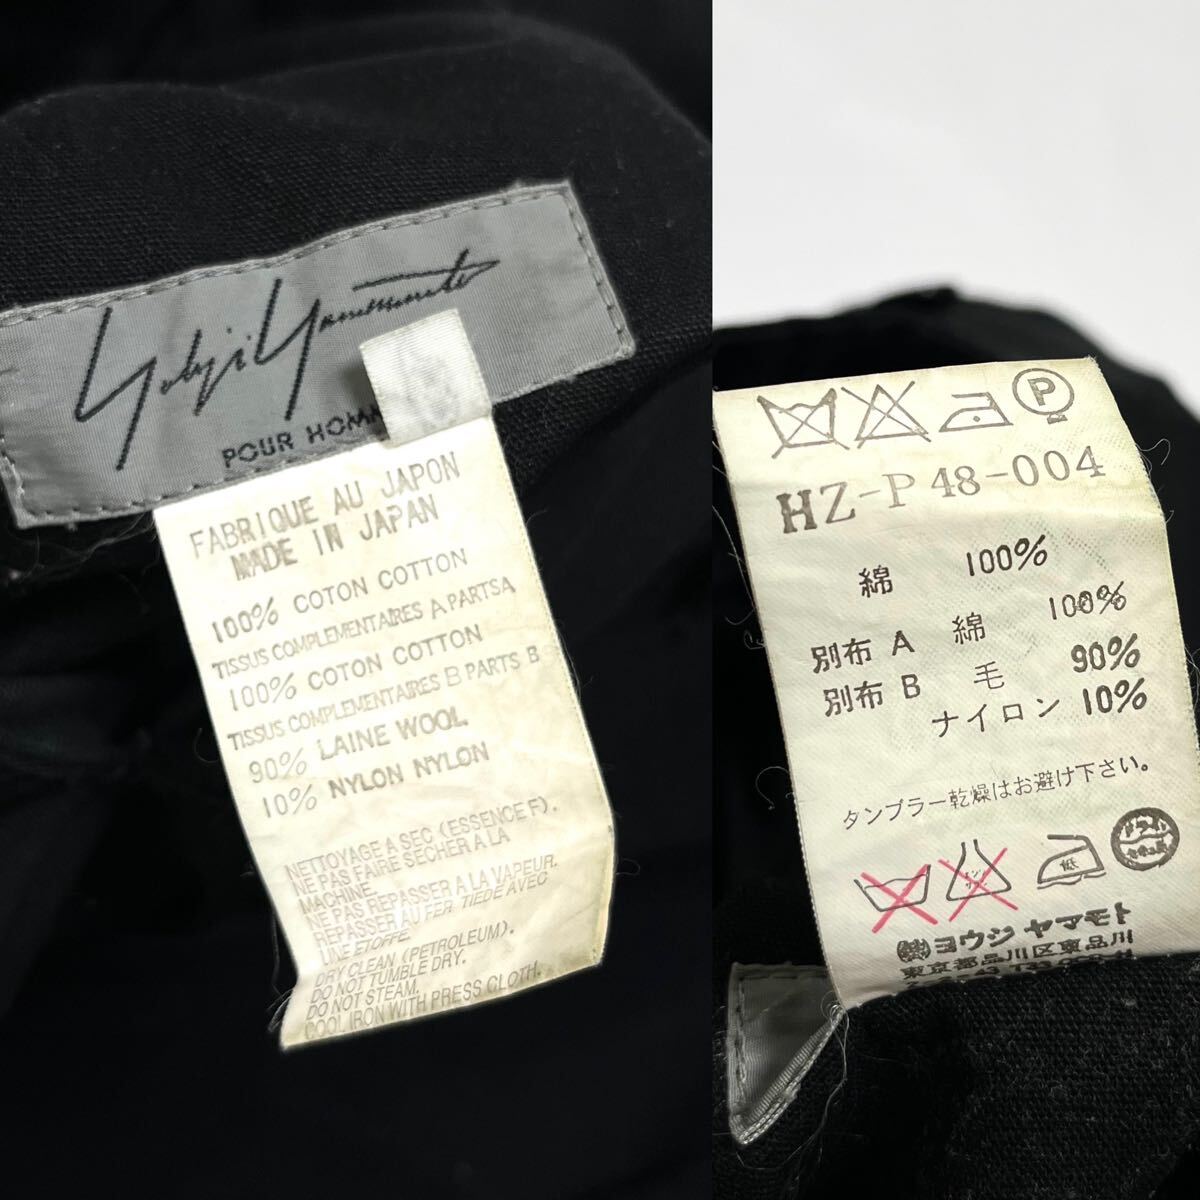 Yohji Yamamoto
POUR HOMM
FABRIQUE AU JAPON
MADE IN JAPAN
100% COTON COTTON
TISSUS COMPLEMENTAIRES A PARTSA
100% COTON COTTON
TISSUS COMPLEMENTAIRES B PARTS B
90% LAINE WOOL
10% NYLON NYLON
NETTOYAGE A SEC (ESSENCE F).
NE PAS FAIRE SECHER A LA
MACHINE.
NE PAS REPASSER A LA VAPEUR.
REPASSER AU FER TIEDE AVEC
UNE ETOFFE.
DRY CLEAN (PETROLEUM).
DO NOT TUMBLE DRY.
DO NOT STEAM.
COOL IRON WITH PRESS CLOTH.
P
HZ-P48-004
綿 100%
別布 A 綿 100%
別布 B 毛 90%
ナイロン 10%
タンブラー乾燥はお避け下さい。
低
㈱ヨウジ ヤマモト
東京都品川区東品川